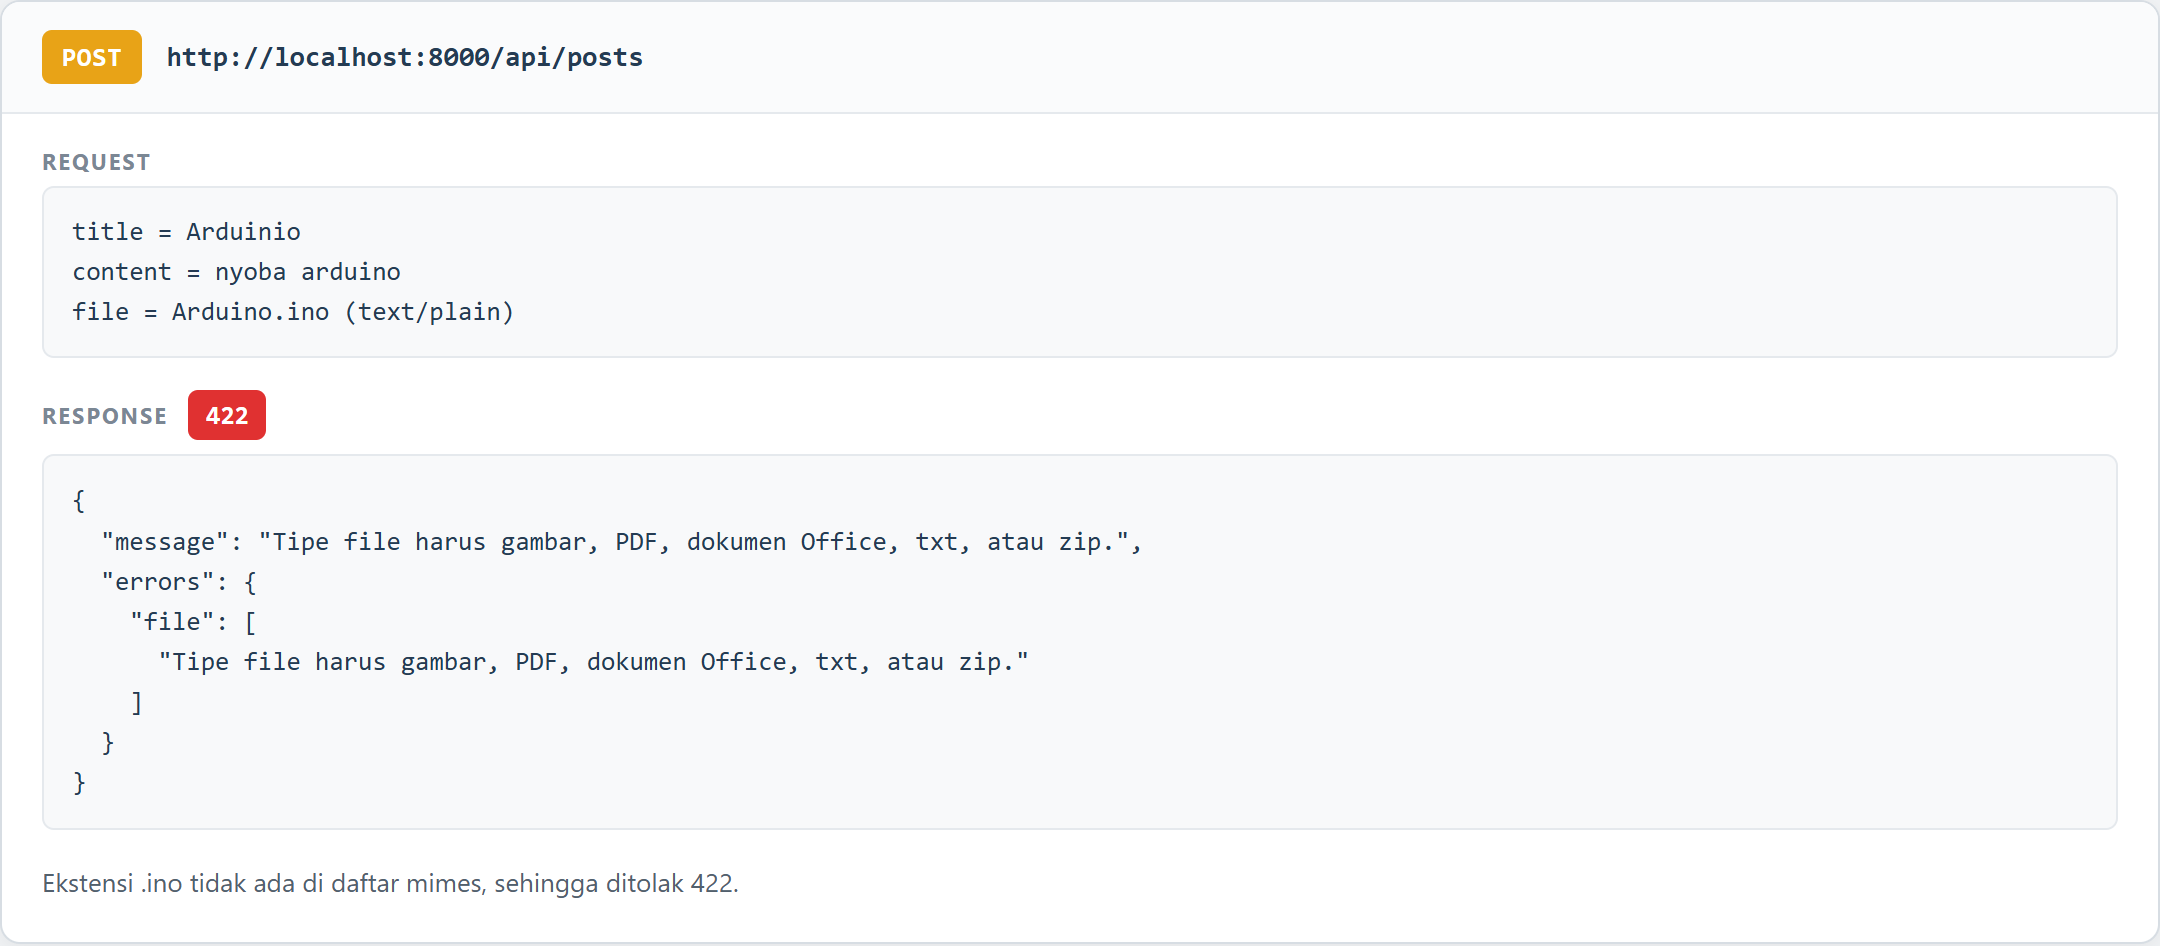 POST http://localhost:8000/api/posts
REQUEST
title = Arduinio
content = nyoba arduino
file = Arduino.ino (text/plain)
RESPONSE 422
{
  "message": "Tipe file harus gambar, PDF, dokumen Office, txt, atau zip.",
  "errors": {
    "file": [
      "Tipe file harus gambar, PDF, dokumen Office, txt, atau zip."
    ]
  }
}
Ekstensi .ino tidak ada di daftar mimes, sehingga ditolak 422.